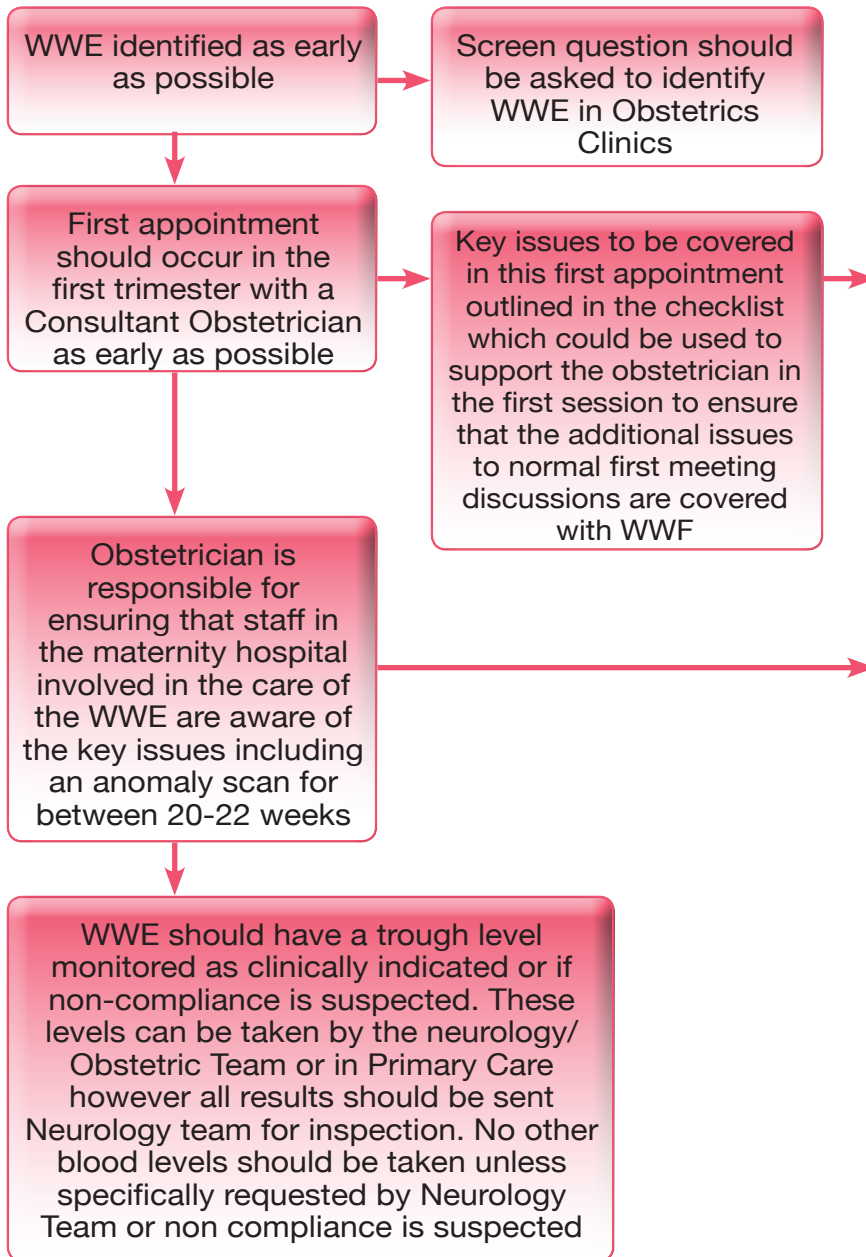 WWE identified as early
as possible
Screen question should
be asked to identify
WWE in Obstetrics
Clinics
First appointment
should occur in the
first trimester with a
Consultant Obstetrician
as early as possible
Key issues to be covered
in this first appointment
outlined in the checklist
which could be used to
support the obstetrician in
the first session to ensure
that the additional issues
to normal first meeting
discussions are covered
with WWF
Obstetrician is
responsible for
ensuring that staff in
the maternity hospital
involved in the care of
the WWE are aware of
the key issues including
an anomaly scan for
between 20-22 weeks
WWE should have a trough level
monitored as clinically indicated or if
non-compliance is suspected. These
levels can be taken by the neurology/
Obstetric Team or in Primary Care
however all results should be sent
Neurology team for inspection. No other
blood levels should be taken unless
specifically requested by Neurology
Team or non compliance is suspected